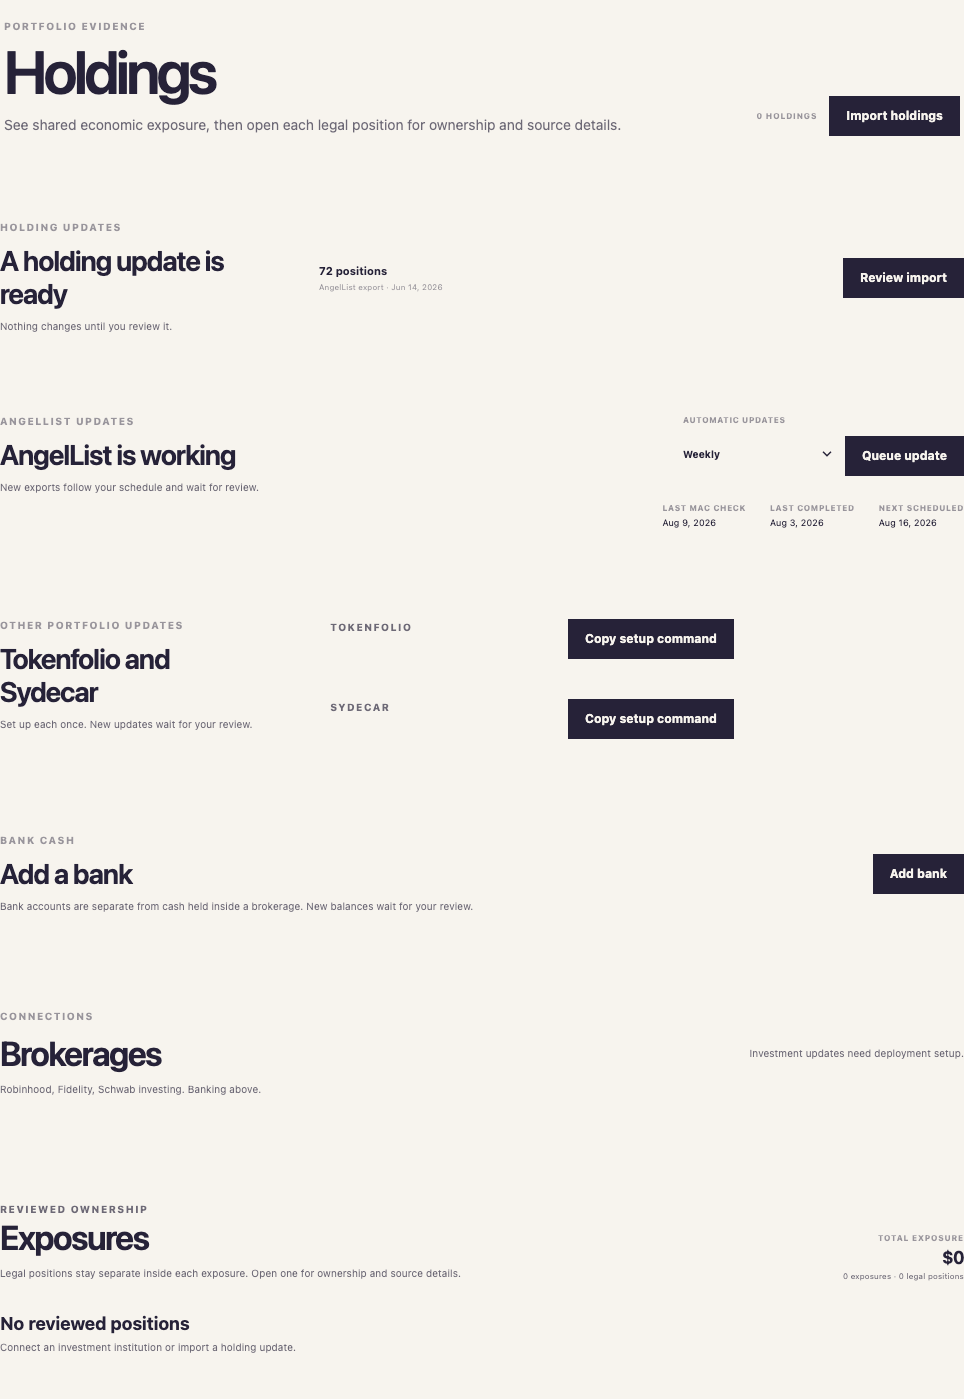 PORTFOLIO EVIDENCE
Holdings
See shared economic exposure, then open each legal position for ownership and source details.
0 HOLDINGS
Import holdings
HOLDING UPDATES
A holding update is
ready
Nothing changes until you review it.
72 positions
AngelList export · Jun 14, 2026
Review import
ANGELLIST UPDATES
AngelList is working
New exports follow your schedule and wait for review.
AUTOMATIC UPDATES
Weekly
Queue update
LAST MAC CHECK
Aug 9, 2026
LAST COMPLETED
Aug 3, 2026
NEXT SCHEDULED
Aug 16, 2026
OTHER PORTFOLIO UPDATES
Tokenfolio and
Sydecar
Set up each once. New updates wait for your review.
TOKENFOLIO
Copy setup command
SYDECAR
Copy setup command
BANK CASH
Add a bank
Bank accounts are separate from cash held inside a brokerage. New balances wait for your review.
Add bank
CONNECTIONS
Brokerages
Robinhood, Fidelity, Schwab investing. Banking above.
Investment updates need deployment setup.
REVIEWED OWNERSHIP
Exposures
Legal positions stay separate inside each exposure. Open one for ownership and source details.
TOTAL EXPOSURE
$0
0 exposures · 0 legal positions
No reviewed positions
Connect an investment institution or import a holding update.